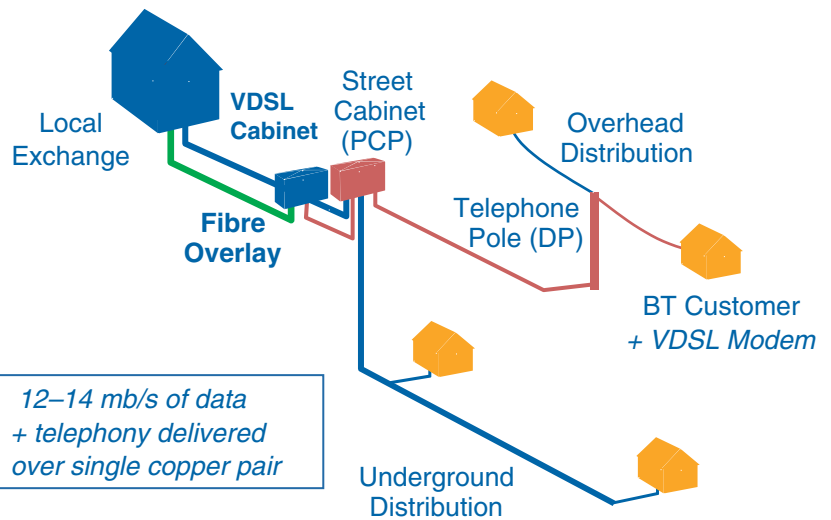 Local
Exchange
VDSL
Cabinet
Street
Cabinet
(PCP)
Overhead
Distribution
Fibre
Overlay
Telephone
Pole (DP)
BT Customer
+ VDSL Modem
12–14 mb/s of data
+ telephony delivered
over single copper pair
Underground
Distribution